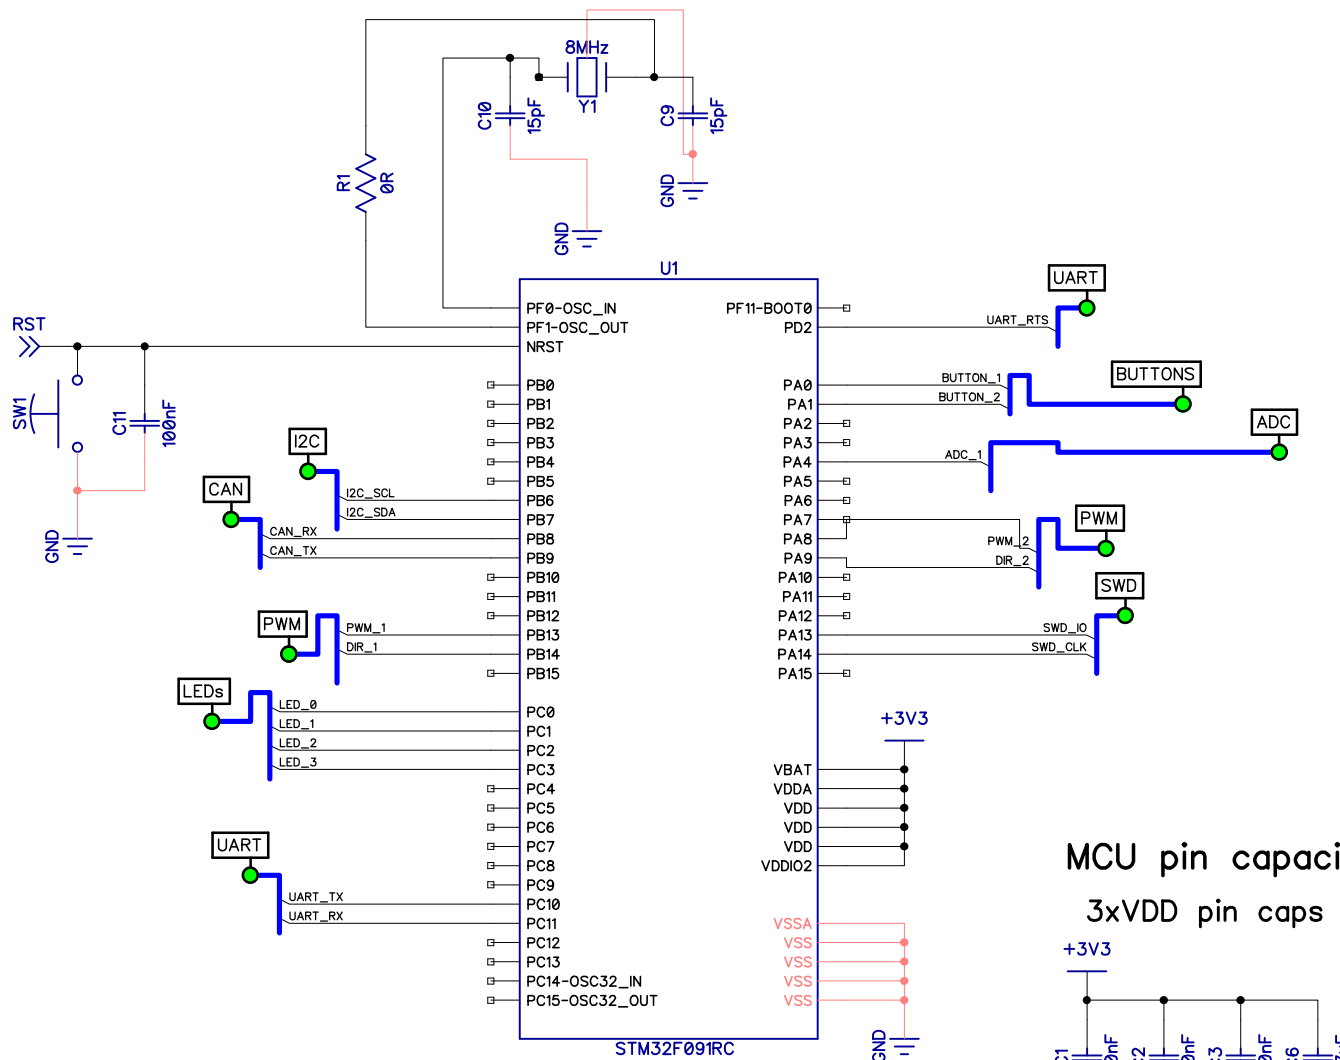 8MHz
Y1
C10
15pF
C9
15pF
R1
0R
GND
GND
U1
RST
SW1
C11
100nF
GND
PF0-OSC_IN
PF1-OSC_OUT
NRST
PB0
PB1
PB2
PB3
PB4
PB5
PB6
PB7
PB8
PB9
PB10
PB11
PB12
PB13
PB14
PB15
PC0
PC1
PC2
PC3
PC4
PC5
PC6
PC7
PC8
PC9
PC10
PC11
PC12
PC13
PC14-OSC32_IN
PC15-OSC32_OUT
I2C
I2C_SCL
I2C_SDA
CAN
CAN_RX
CAN_TX
PWM
PWM_1
DIR_1
LEDs
LED_0
LED_1
LED_2
LED_3
UART
UART_TX
UART_RX
PF11-BOOT0
PD2
PA0
PA1
PA2
PA3
PA4
PA5
PA6
PA7
PA8
PA9
PA10
PA11
PA12
PA13
PA14
PA15
VBAT
VDDA
VDD
VDD
VDD
VDDIO2
VSSA
VSS
VSS
VSS
VSS
STM32F091RC
UART
UART_RTS
BUTTONS
BUTTON_1
BUTTON_2
ADC
ADC_1
PWM
PWM_2
DIR_2
SWD
SWD_IO
SWD_CLK
+3V3
GND
MCU pin capaci
3xVDD pin caps
+3V3
C1
0nF
C2
0nF
C3
0nF